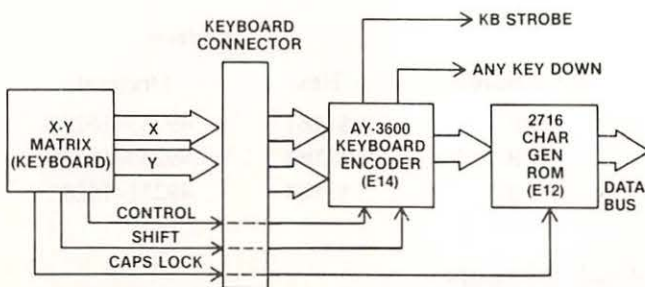 KEYBOARD
CONNECTOR
KB STROBE
ANY KEY DOWN
X-Y
MATRIX
(KEYBOARD)
X
Y
AY-3600
KEYBOARD
ENCODER
(E14)
2716
CHAR
GEN
ROM
(E12)
DATA
BUS
CONTROL
SHIFT
CAPS LOCK